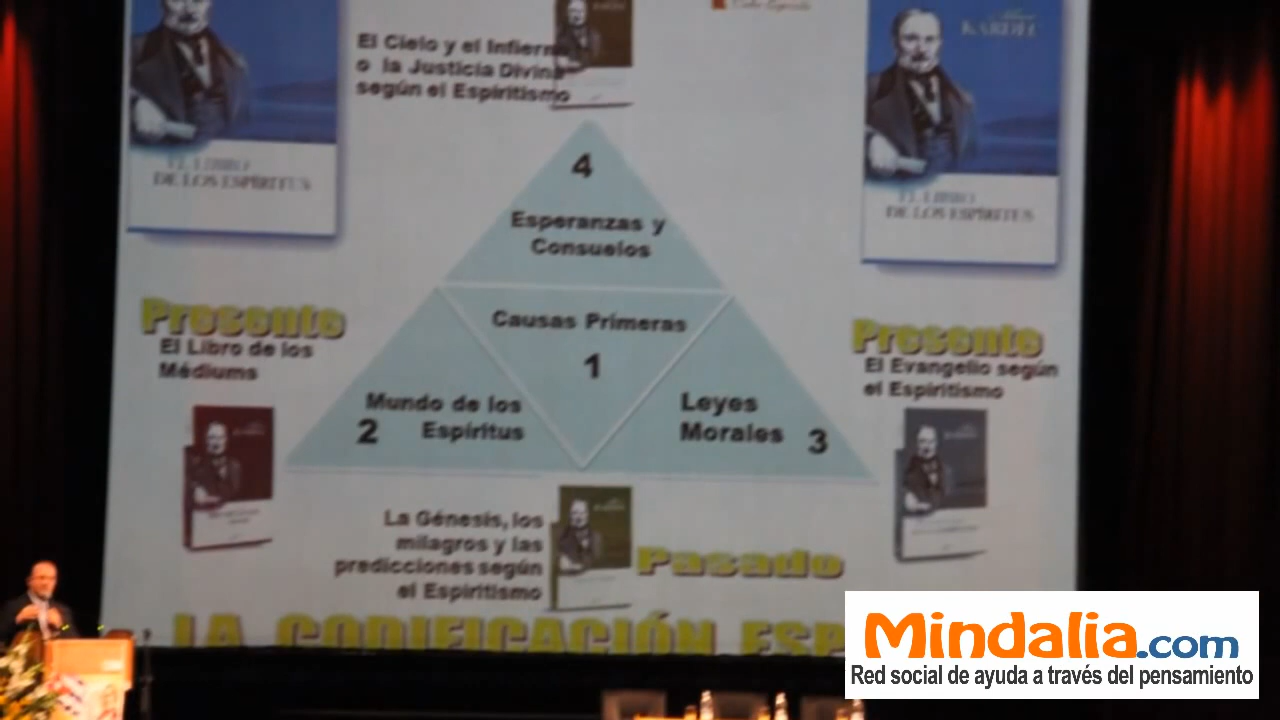 El Cielo y el Infierno
o la Justicia Divina
según el Espiritismo
KARDEC
EL LIBRO
DE LOS ESPÍRITUS
EL LIBRO
DE LOS ESPÍRITUS
4
Esperanzas y
Consuelos
Causas Primeras
1
Mundo de los
2 Espíritus
Leyes
Morales 3
Presente
El Libro de los
Médiums
Presente
El Evangelio según
el Espiritismo
La Génesis, los
milagros y las
predicciones según
el Espiritismo
Pasado
LA CODIFICACIÓN ESP
Mindalia.com
Red social de ayuda a través del pensamiento